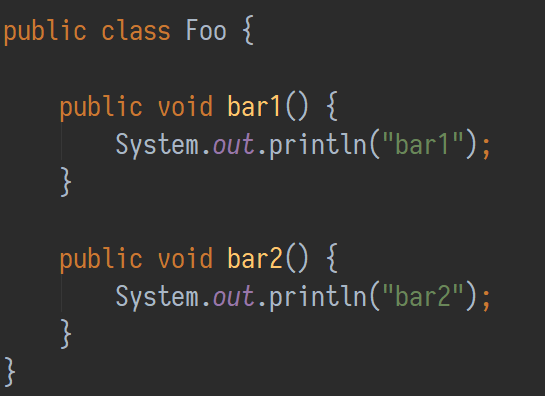 public class Foo {
    public void bar1() {
        System.out.println("bar1");
    }
    public void bar2() {
        System.out.println("bar2");
    }
}